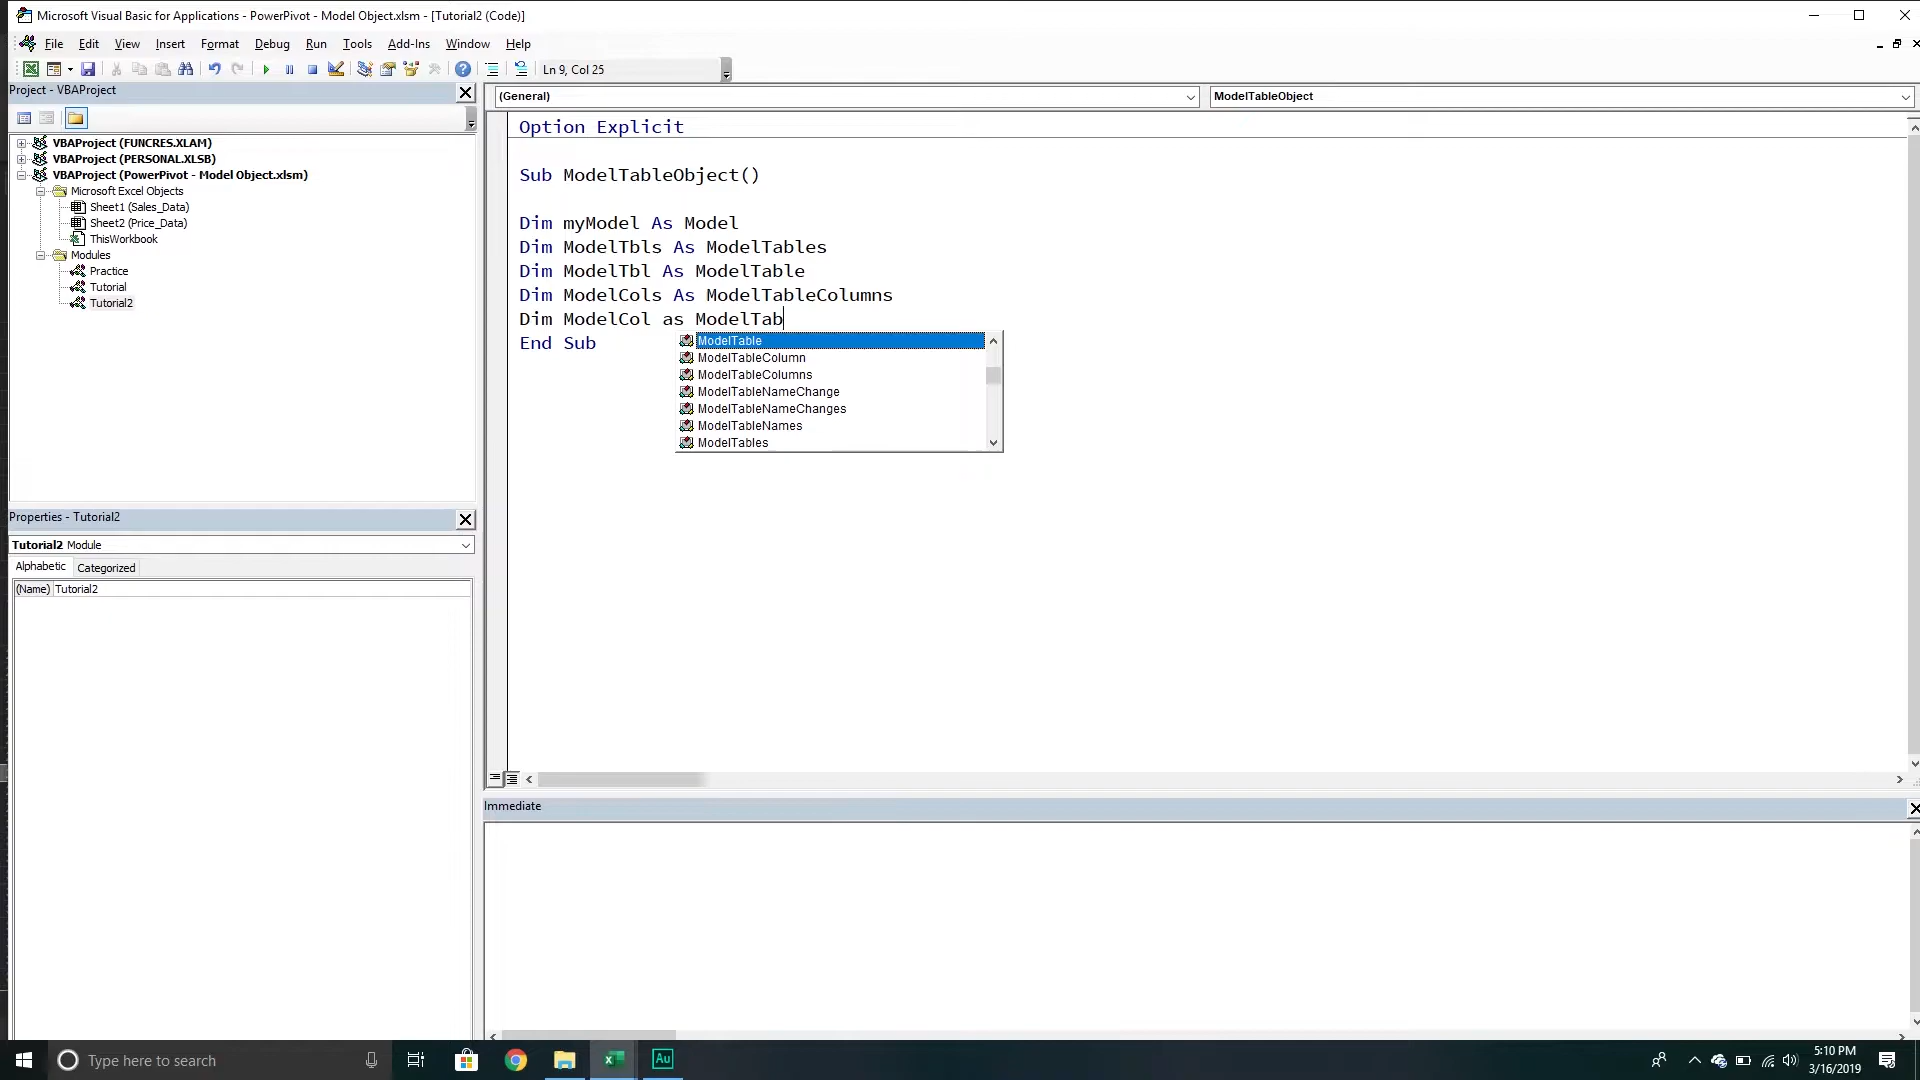 Microsoft Visual Basic for Applications - PowerPivot - Model Object.xlsm - [Tutorial2 (Code)]
File Edit View Insert Format Debug Run Tools Add-Ins Window Help
Ln 9, Col 25
Project - VBAProject
(General)
ModelTableObject
VBAProject (FUNCRES.XLAM)
VBAProject (PERSONAL.XLSB)
VBAProject (PowerPivot - Model Object.xlsm)
Microsoft Excel Objects
Sheet1 (Sales_Data)
Sheet2 (Price_Data)
ThisWorkbook
Modules
Practice
Tutorial
Tutorial2
Option Explicit
Sub ModelTableObject()
Dim myModel As Model
Dim ModelTbls As ModelTables
Dim ModelTbl As ModelTable
Dim ModelCols As ModelTableColumns
Dim ModelCol as ModelTab
End Sub
ModelTable
ModelTableColumn
ModelTableColumns
ModelTableNameChange
ModelTableNameChanges
ModelTableNames
ModelTables
Properties - Tutorial2
Tutorial2 Module
Alphabetic Categorized
(Name) Tutorial2
Immediate
Type here to search
Au
5:10 PM
3/16/2019